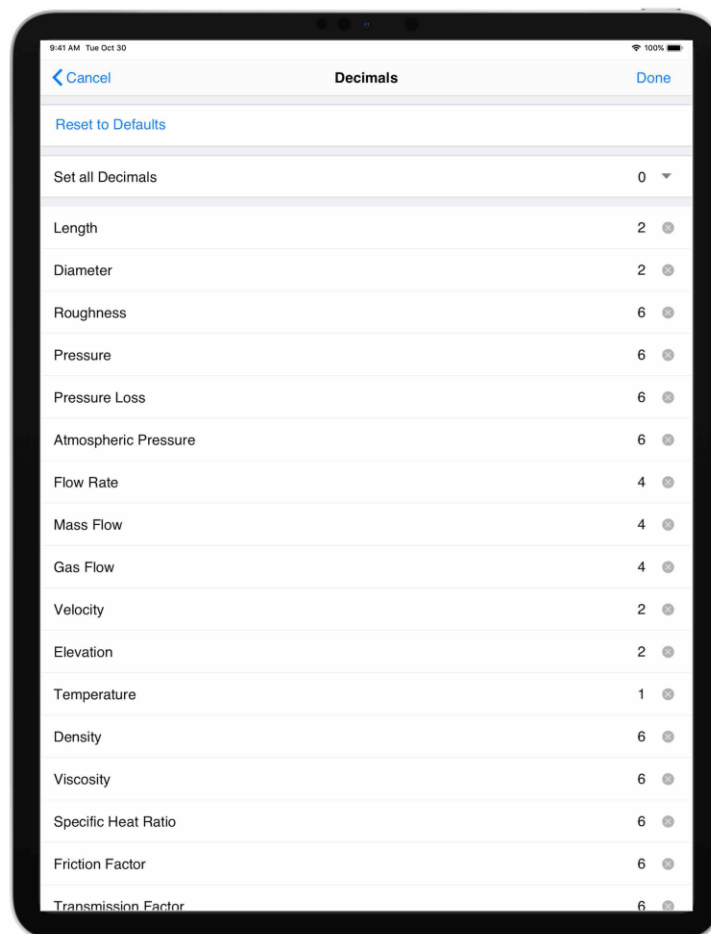 9:41 AM Tue Oct 30 100%
Cancel Decimals Done
Reset to Defaults
Set all Decimals 0
Length 2
Diameter 2
Roughness 6
Pressure 6
Pressure Loss 6
Atmospheric Pressure 6
Flow Rate 4
Mass Flow 4
Gas Flow 4
Velocity 2
Elevation 2
Temperature 1
Density 6
Viscosity 6
Specific Heat Ratio 6
Friction Factor 6
Transmission Factor 6